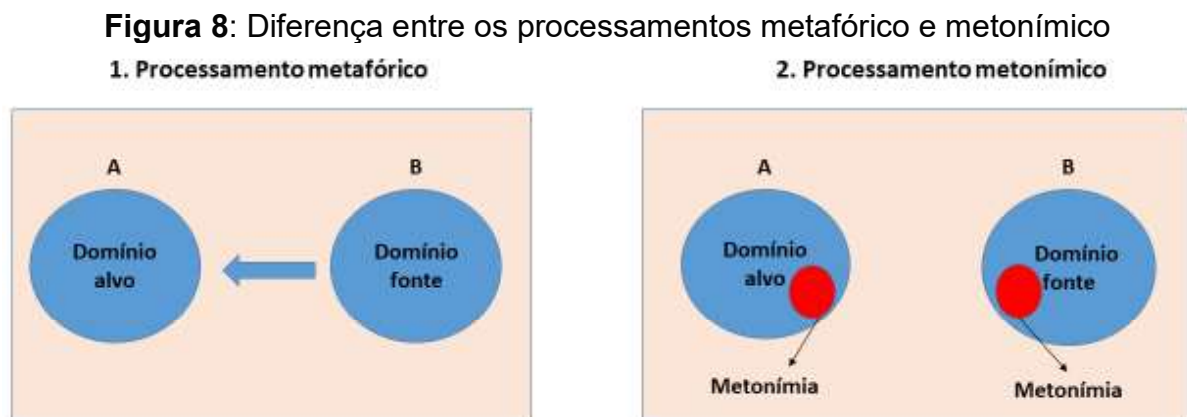 Figura 8: Diferença entre os processamentos metafórico e metonímico
1. Processamento metafórico
2. Processamento metonímico
A
B
Domínio
alvo
Domínio
fonte
A
B
Domínio
alvo
Domínio
fonte
Metonímia
Metonímia